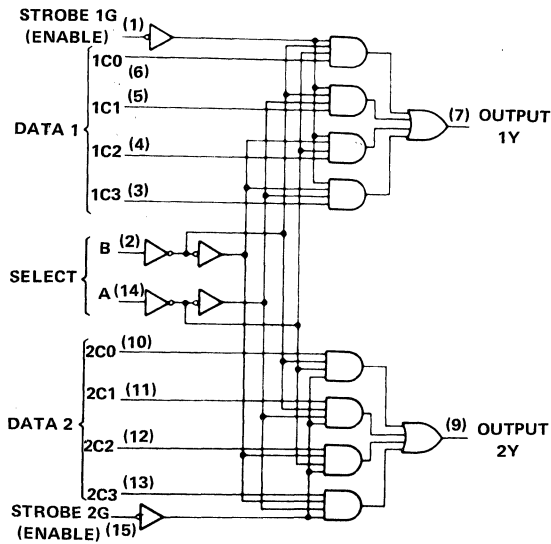 STROBE 1G (1)
(ENABLE)
1C0
(6)
1C1 (5)
DATA 1
1C2 (4)
1C3 (3)
(7) OUTPUT
1Y
B (2)
SELECT
A (14)
2C0 (10)
2C1 (11)
DATA 2
2C2 (12)
2C3 (13)
(9) OUTPUT
2Y
STROBE 2G
(ENABLE) (15)